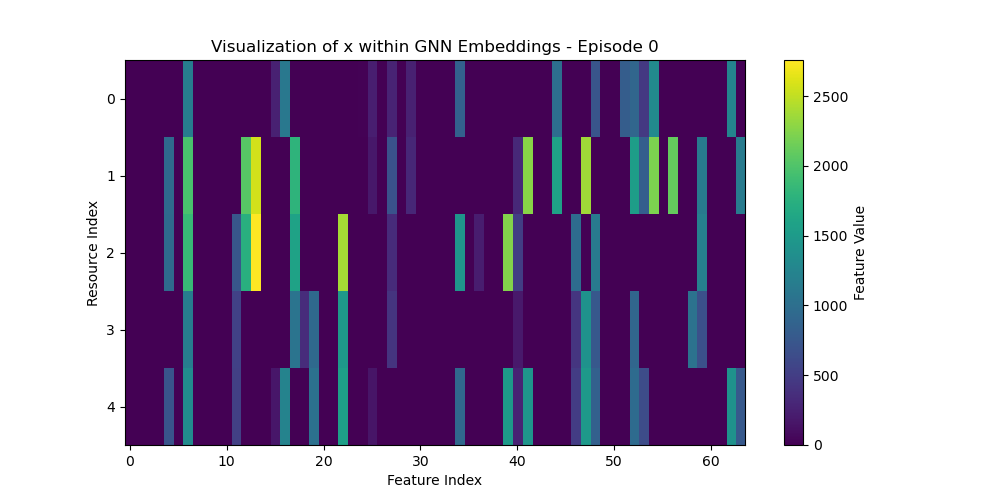 Visualization of x within GNN Embeddings - Episode 0
Resource Index
0
1
2
3
4
0 10 20 30 40 50 60
Feature Index
2500
2000
1500
1000
500
0
Feature Value